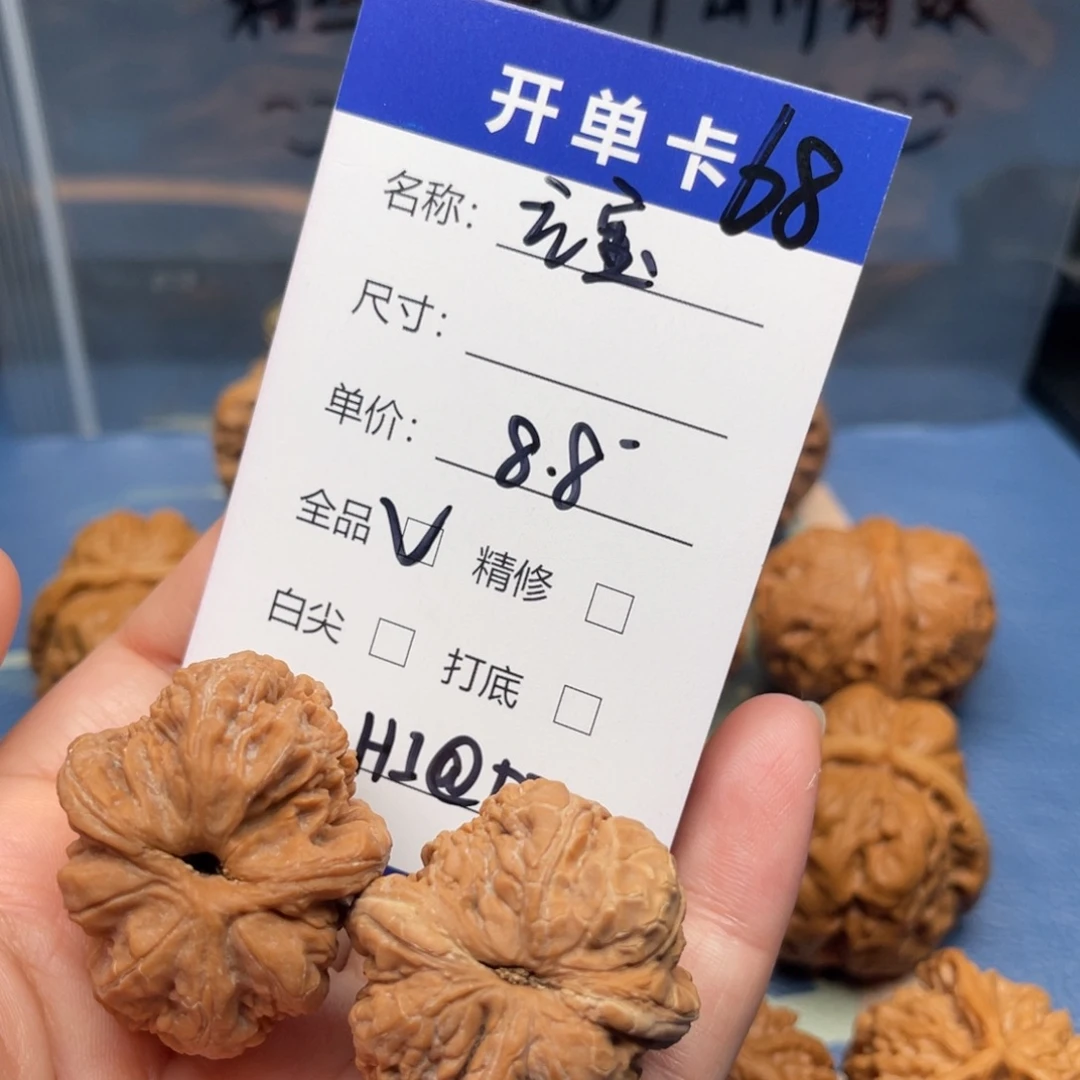 开单卡 68
名称: 元宝
尺寸:
单价: 8.8
全品 精修
白尖 打底
H1@